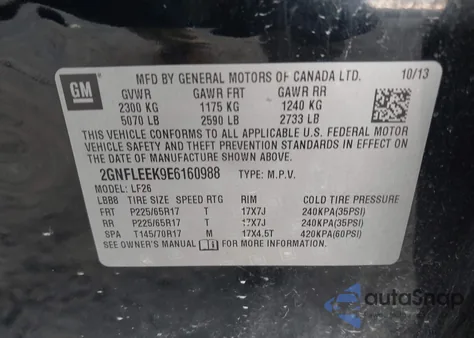 GM
MFD BY GENERAL MOTORS OF CANADA LTD. 10/13
GVWR GAWR FRT GAWR RR
2300 KG 1175 KG 1240 KG
5070 LB 2590 LB 2733 LB
THIS VEHICLE CONFORMS TO ALL APPLICABLE U.S. FEDERAL MOTOR
VEHICLE SAFETY AND THEFT PREVENTION STANDARDS IN EFFECT ON
THE DATE OF MANUFACTURE SHOWN ABOVE.
2GNFLEEK9E6160988 TYPE: M.P.V.
MODEL: LF26
LBB8 TIRE SIZE SPEED RTG RIM COLD TIRE PRESSURE
FRT P225/65R17 T 17X7J 240KPA(35PSI)
RR P225/65R17 T 17X7J 240KPA(35PSI)
SPA T145/70R17 M 17X4.5T 420KPA(60PSI)
SEE OWNER'S MANUAL FOR MORE INFORMATION.
autoSnap